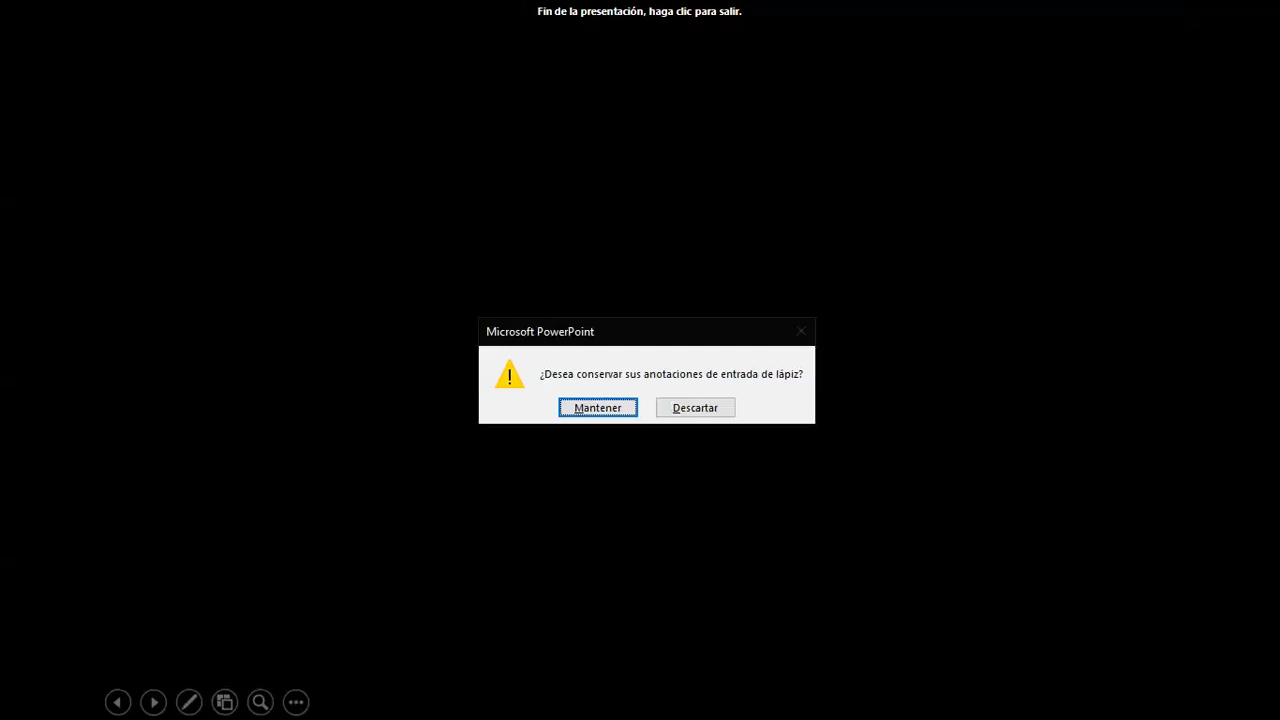 Fin de la presentación, haga clic para salir.
Microsoft PowerPoint
¿Desea conservar sus anotaciones de entrada de lápiz?
Mantener
Descartar